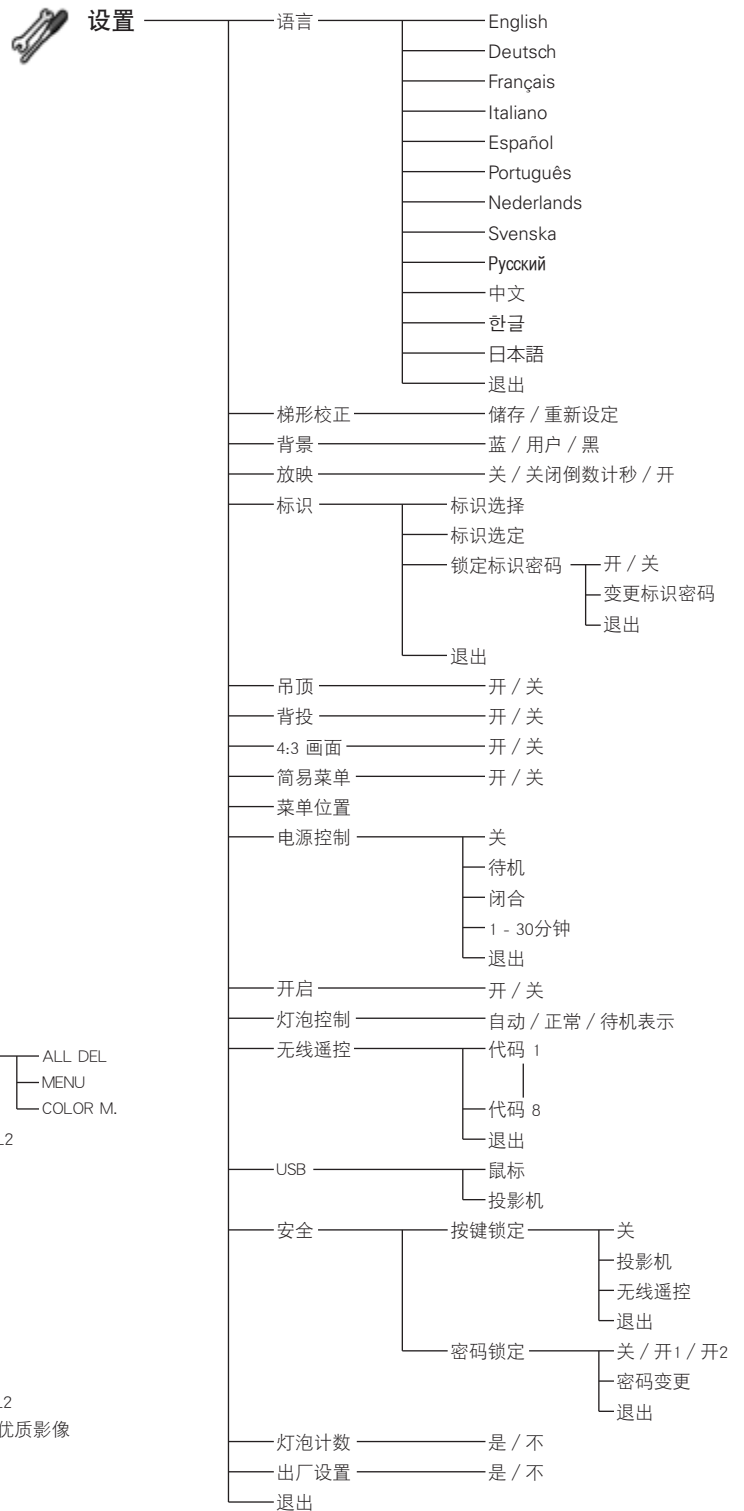 设置 语言 English
Deutsch
Français
Italiano
Español
Português
Nederlands
Svenska
Русский
中文
한글
日本語
退出
梯形校正 储存 / 重新设定
背景 蓝 / 用户 / 黑
放映 关 / 关闭倒数计秒 / 开
标识 标识选择
标识选定
锁定标识密码 开 / 关
变更标识密码
退出
退出
吊顶 开 / 关
背投 开 / 关
4:3 画面 开 / 关
简易菜单 开 / 关
菜单位置
电源控制 关
待机
闭合
1 - 30分钟
退出
开启 开 / 关
灯泡控制 自动 / 正常 / 待机表示
无线遥控 代码 1
ALL DEL
MENU
代码 8
COLOR M.
退出
L2
USB 鼠标
投影机
安全 按键锁定 关
投影机
无线遥控
退出
密码锁定 关 / 开1 / 开2
密码变更
L2
退出
优质影像
灯泡计数 是 / 不
出厂设置 是 / 不
退出